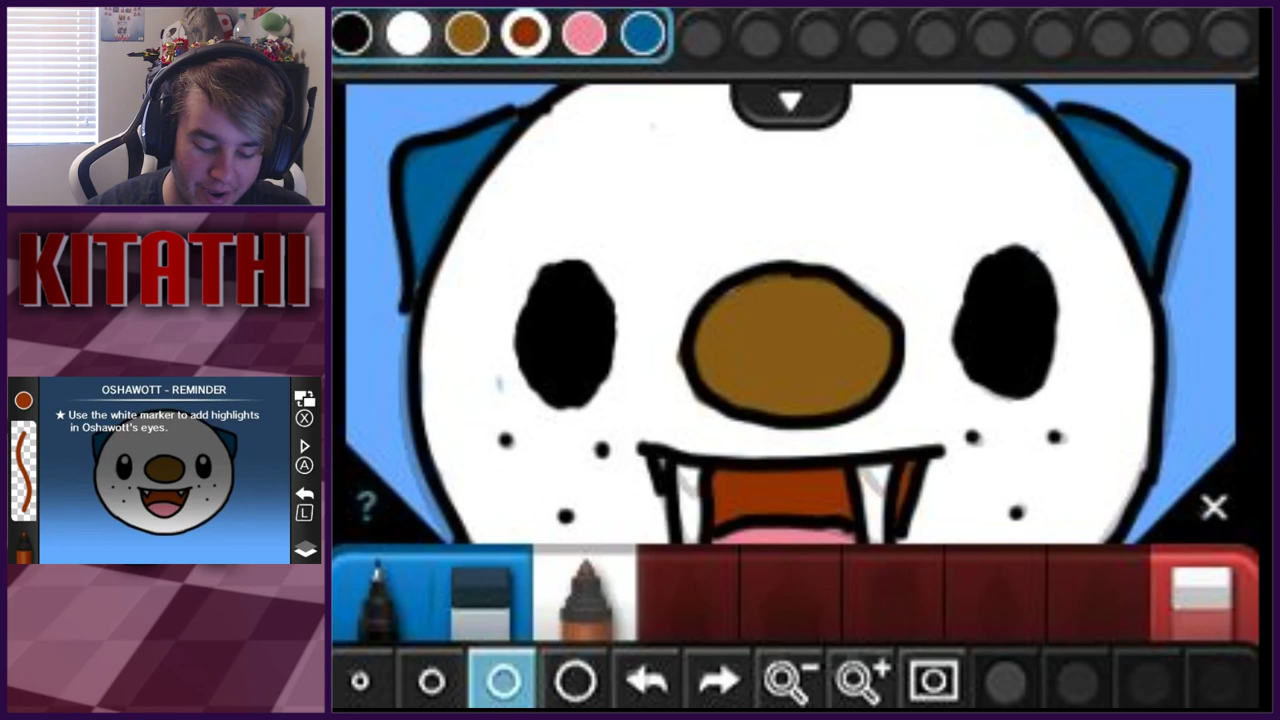 KITATHI
OSHAWOTT - REMINDER
★ Use the white marker to add highlights
in Oshawott's eyes.
X
A
L
?